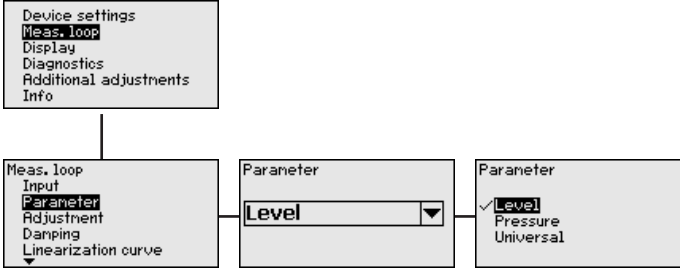 Device settings
Meas. loop
Display
Diagnostics
Additional adjustments
Info
Meas. loop
Input
Parameter
Adjustment
Damping
Linearization curve
Parameter
Level
Parameter
Level
Pressure
Universal